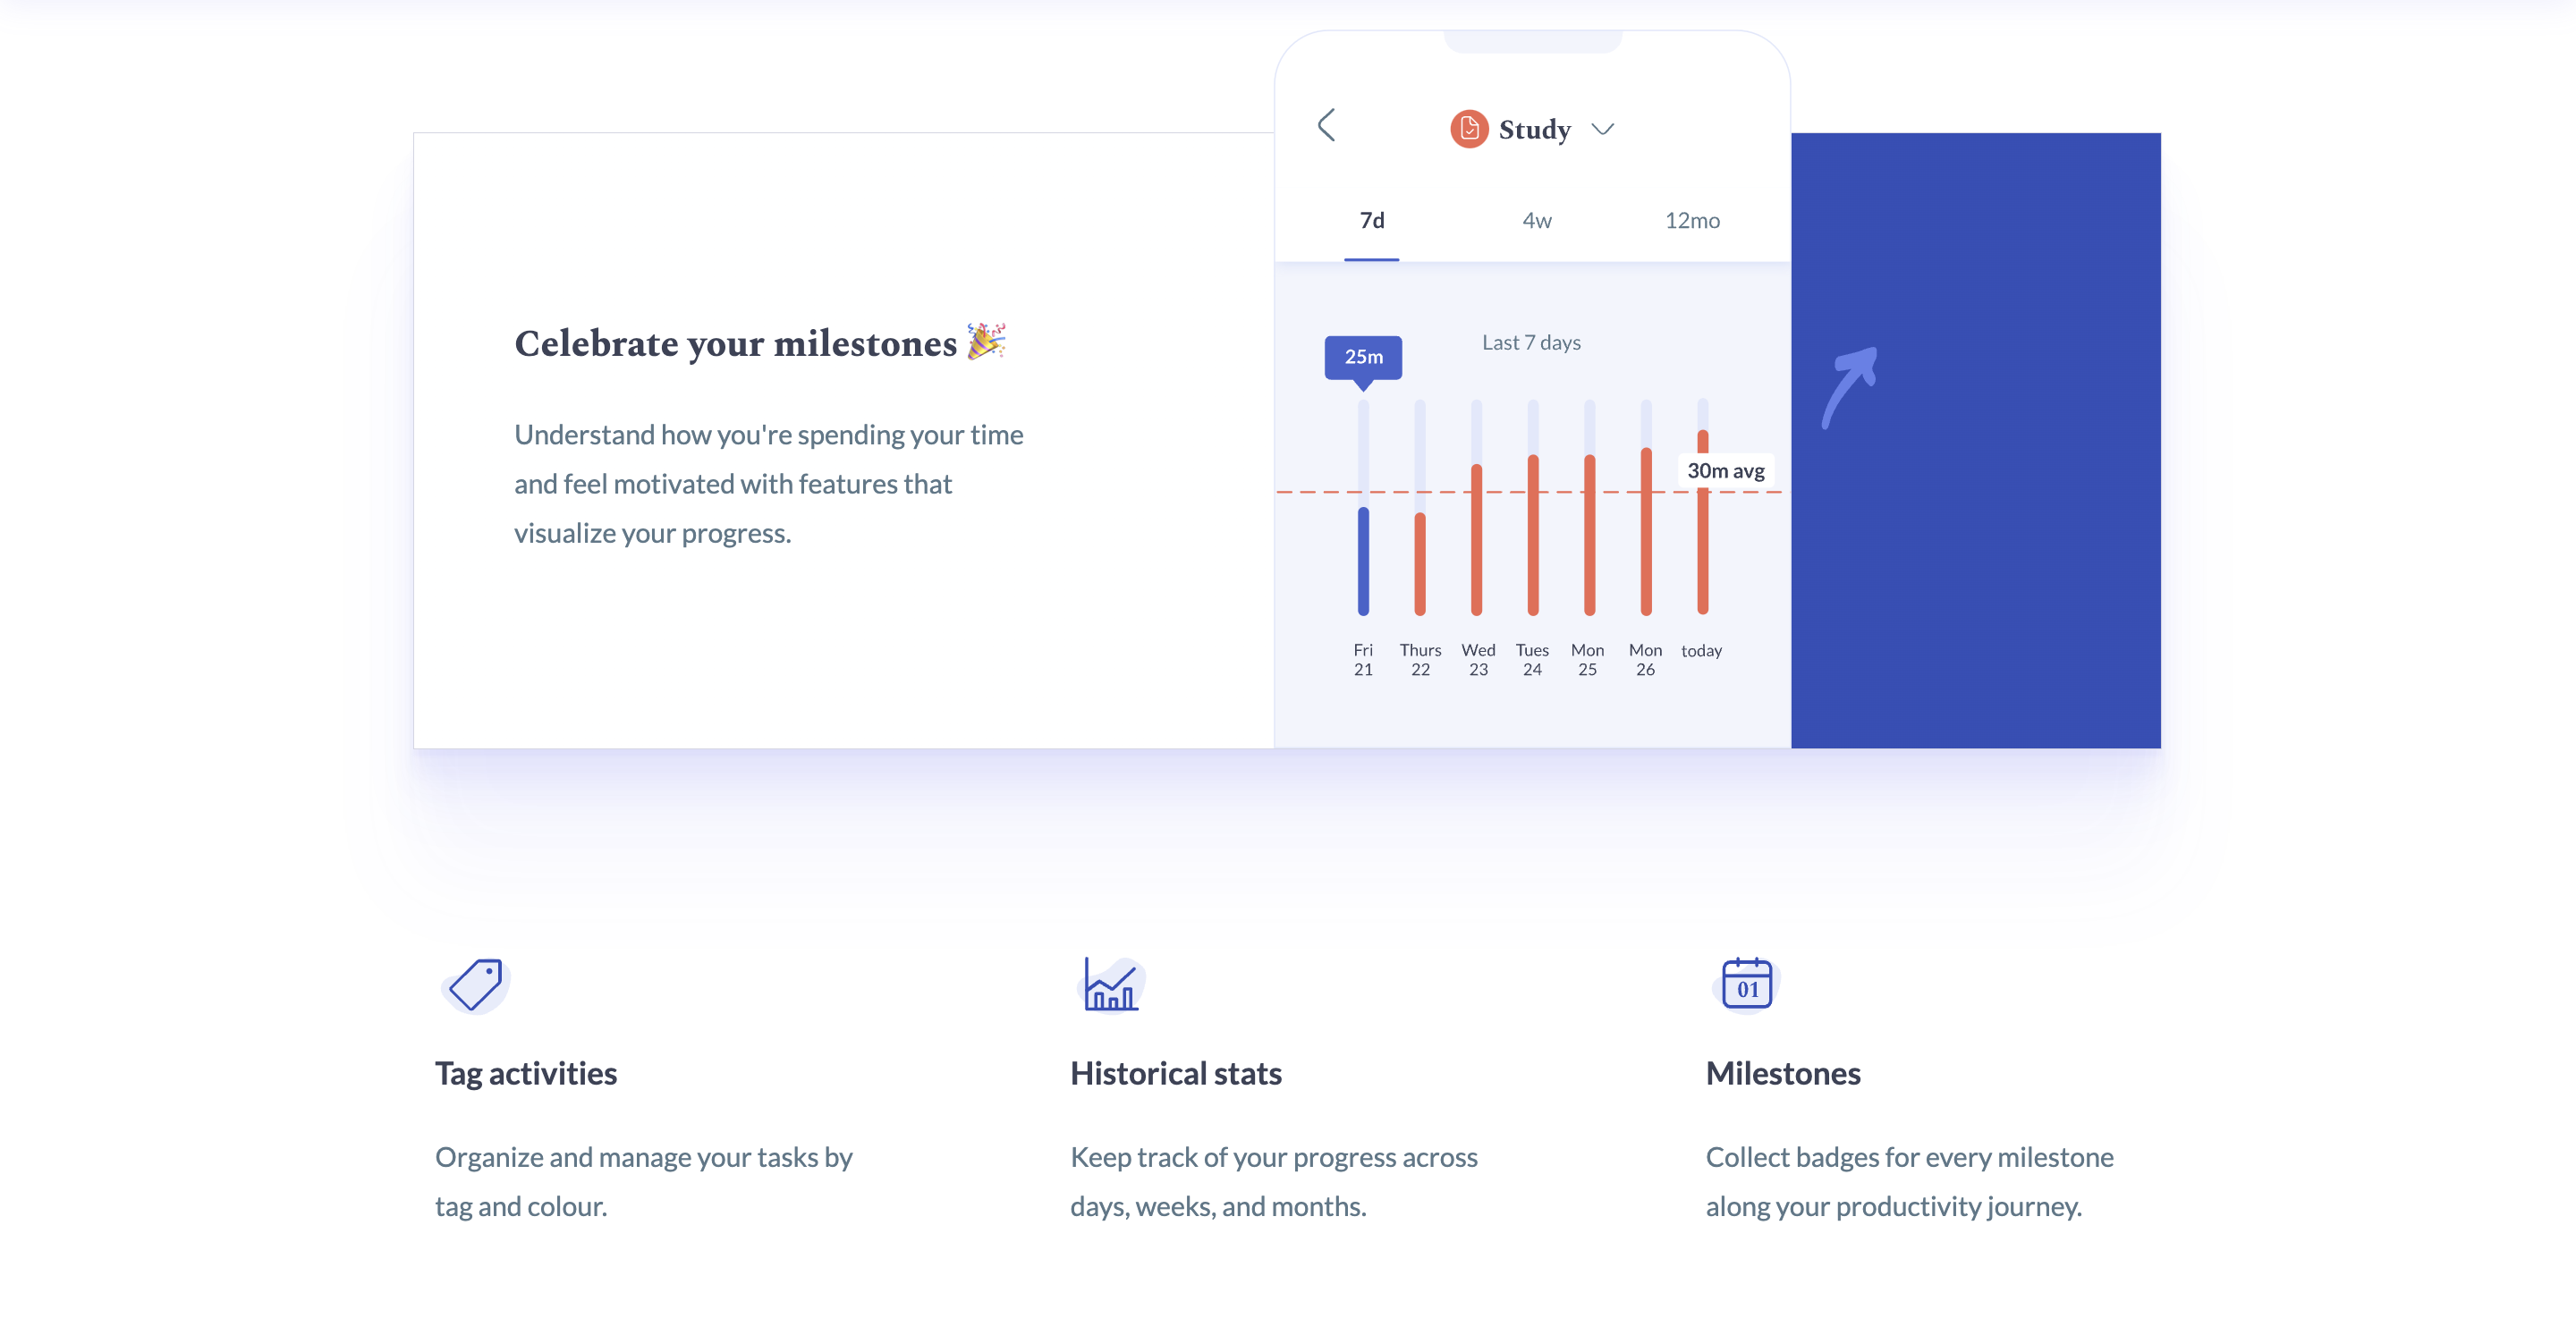 Study
7d 4w 12mo
Celebrate your milestones 🎉
Understand how you're spending your time
and feel motivated with features that
visualize your progress.
Last 7 days
25m
30m avg
Fri Thurs Wed Tues Mon Mon today
21 22 23 24 25 26
01
Tag activities
Organize and manage your tasks by
tag and colour.
Historical stats
Keep track of your progress across
days, weeks, and months.
Milestones
Collect badges for every milestone
along your productivity journey.